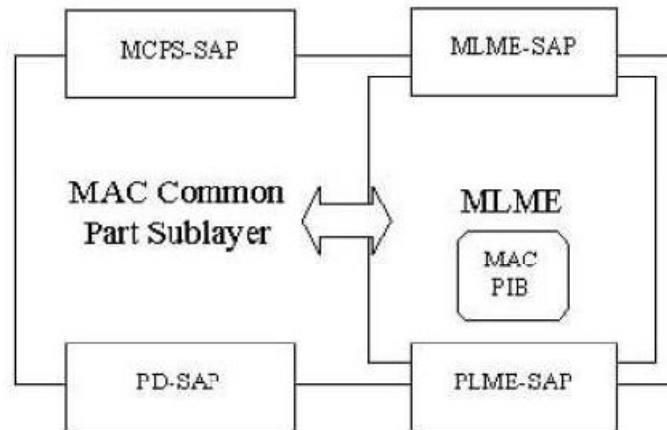 MCPS-SAP
MLME-SAP
MAC Common
Part Sublayer
MLME
MAC
PIB
PD-SAP
PLME-SAP